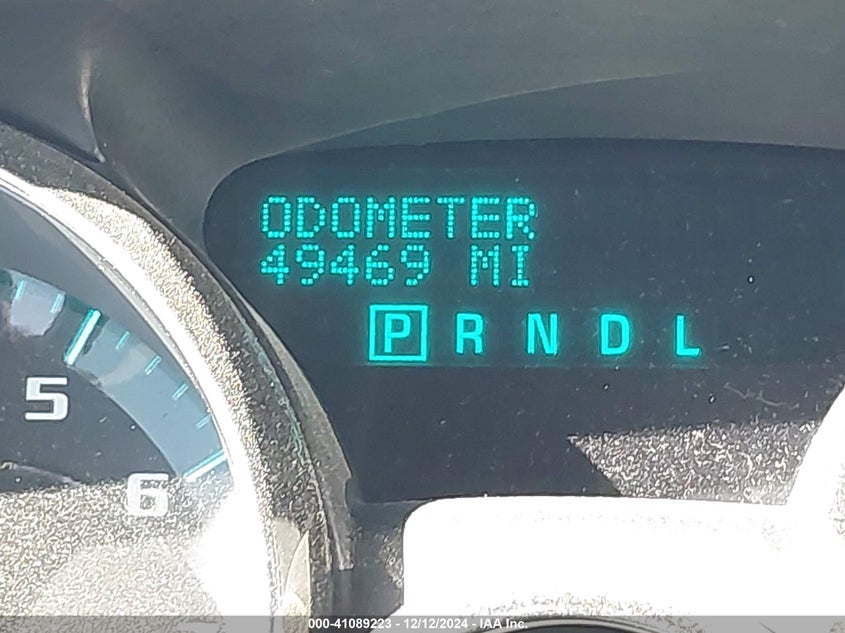 ODOMETER
49469 MI
P R N D L
5
6
000-41089223 - 12/12/2024 - IAA Inc.